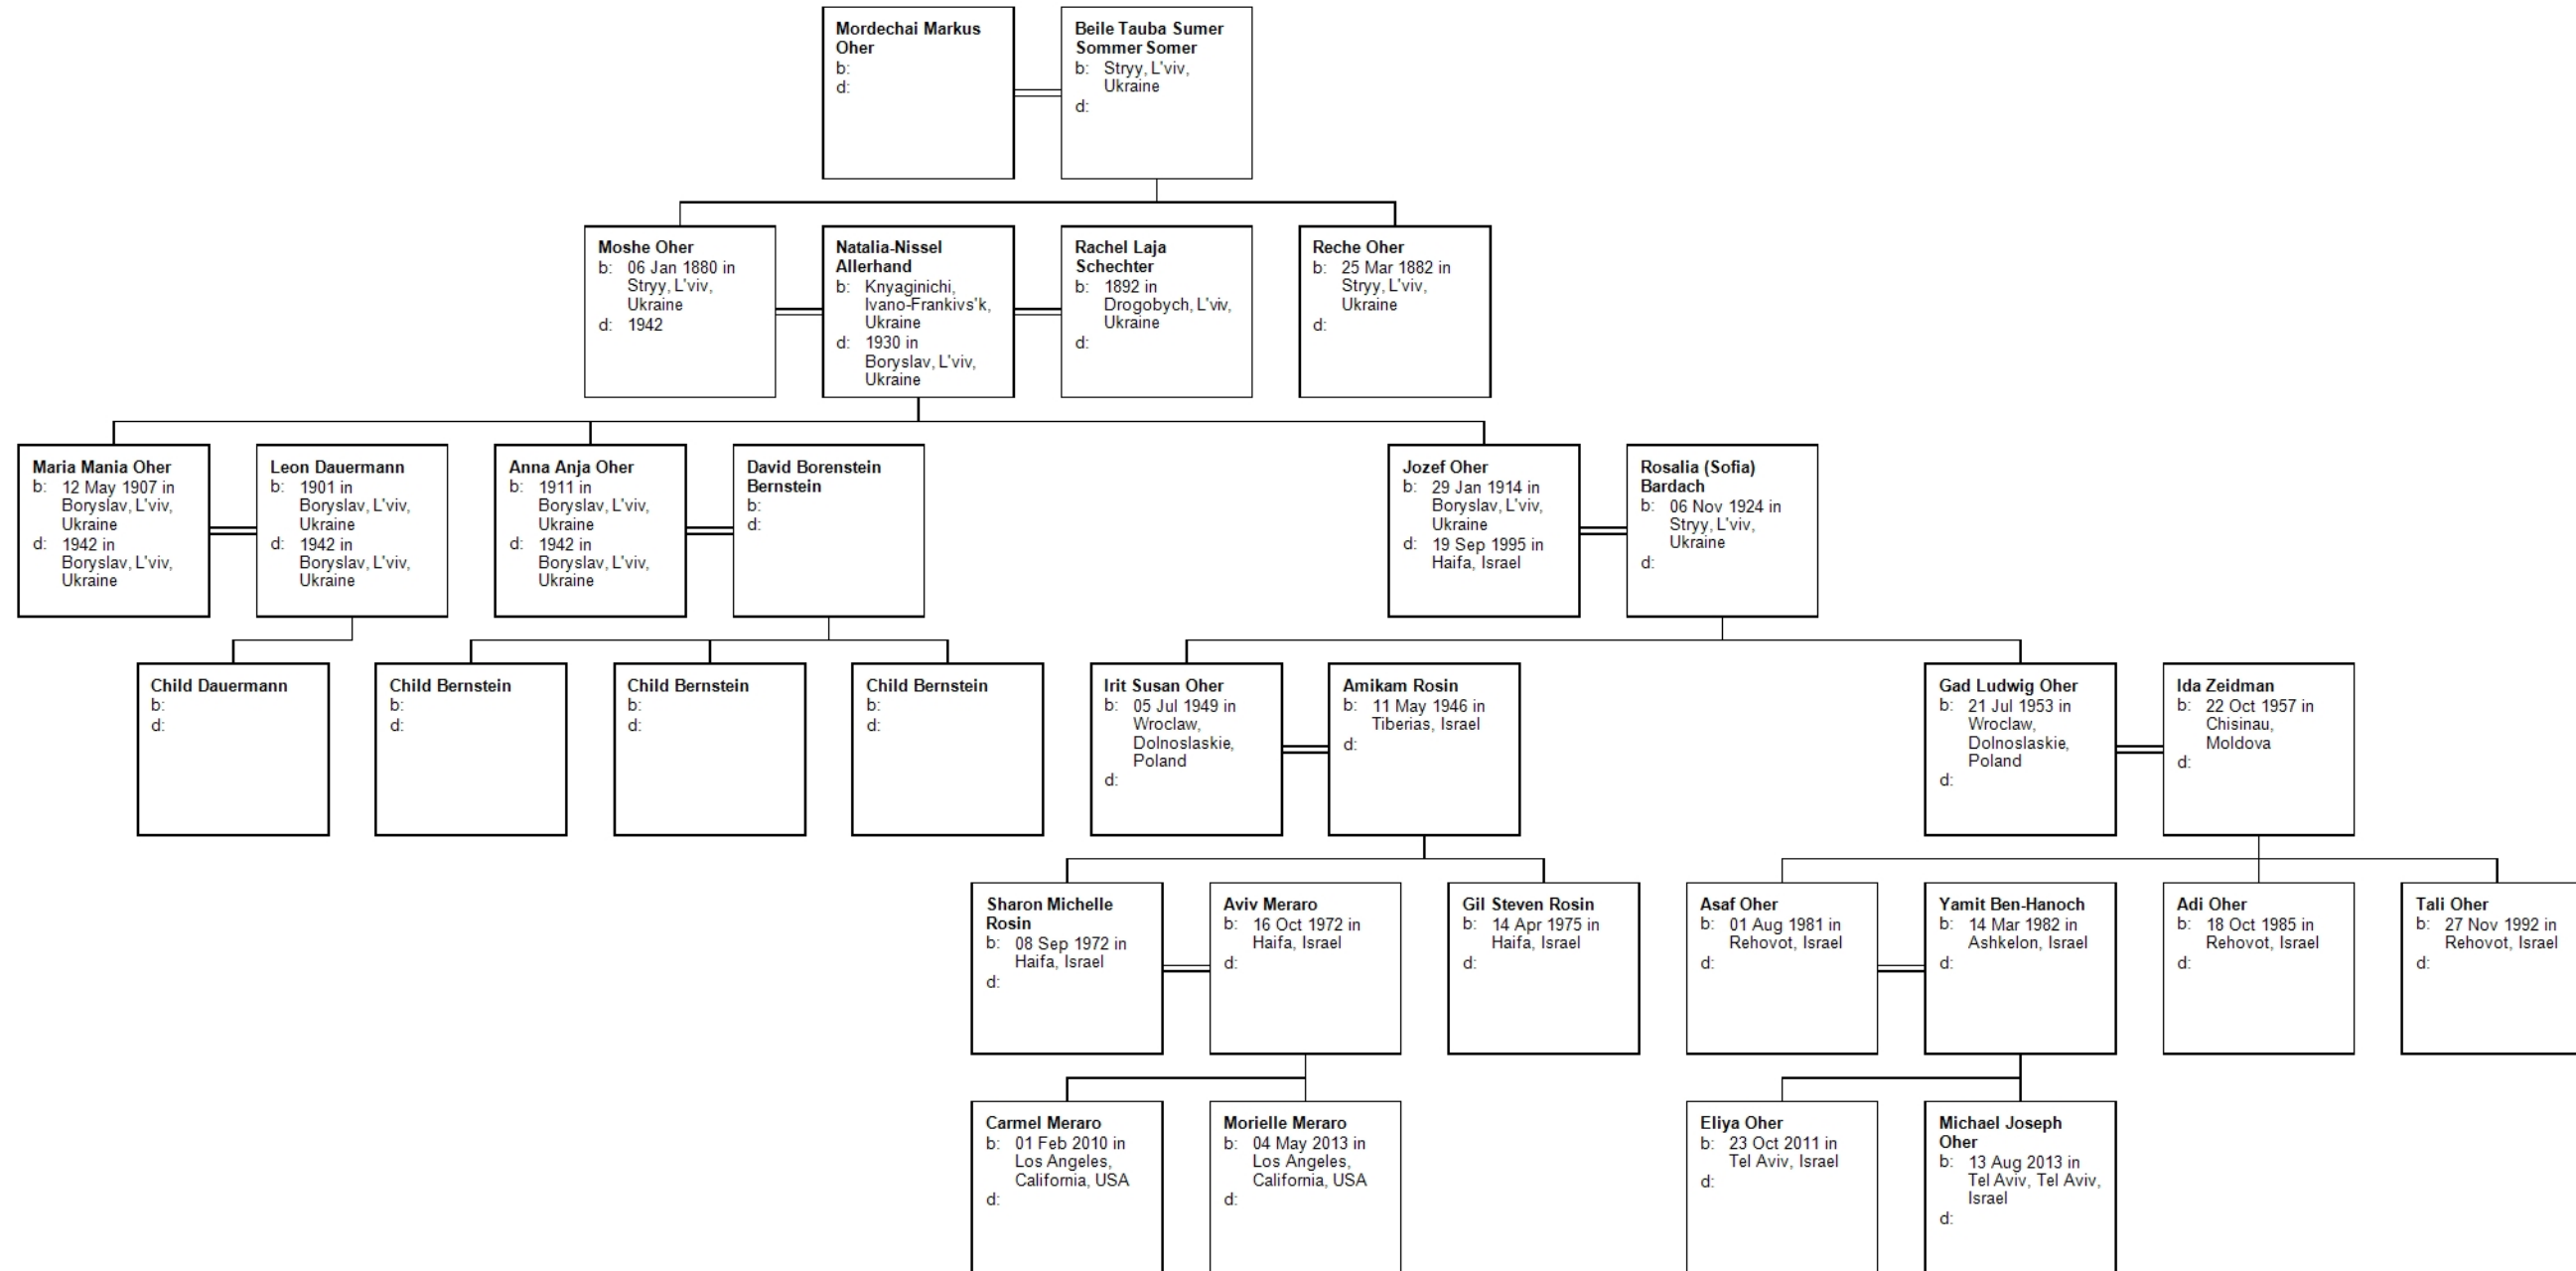 Mordechai Markus
Oher
b:
d:
Beile Tauba Sumer
Sommer Somer
b: Stryy, L'viv,
Ukraine
d:
Moshe Oher
b: 06 Jan 1880 in
Stryy, L'viv,
Ukraine
d: 1942
Natalia-Nissel
Allerhand
b: Knyaginichi,
Ivano-Frankivs'k,
Ukraine
d: 1930 in
Boryslav, L'viv,
Ukraine
Rachel Laja
Schechter
b: 1892 in
Drogobych, L'viv,
Ukraine
d:
Reche Oher
b: 25 Mar 1882 in
Stryy, L'viv,
Ukraine
d:
Maria Mania Oher
b: 12 May 1907 in
Boryslav, L'viv,
Ukraine
d: 1942 in
Boryslav, L'viv,
Ukraine
Leon Dauermann
b: 1901 in
Boryslav, L'viv,
Ukraine
d: 1942 in
Boryslav, L'viv,
Ukraine
Anna Anja Oher
b: 1911 in
Boryslav, L'viv,
Ukraine
d: 1942 in
Boryslav, L'viv,
Ukraine
David Borenstein
Bernstein
b:
d:
Jozef Oher
b: 29 Jan 1914 in
Boryslav, L'viv,
Ukraine
d: 19 Sep 1995 in
Haifa, Israel
Rosalia (Sofia)
Bardach
b: 06 Nov 1924 in
Stryy, L'viv,
Ukraine
d:
Child Dauermann
b:
d:
Child Bernstein
b:
d:
Child Bernstein
b:
d:
Child Bernstein
b:
d:
Irit Susan Oher
b: 05 Jul 1949 in
Wroclaw,
Dolnoslaskie,
Poland
d:
Amikam Rosin
b: 11 May 1946 in
Tiberias, Israel
d:
Gad Ludwig Oher
b: 21 Jul 1953 in
Wroclaw,
Dolnoslaskie,
Poland
d:
Ida Zeidman
b: 22 Oct 1957 in
Chisinau,
Moldova
d:
Sharon Michelle
Rosin
b: 08 Sep 1972 in
Haifa, Israel
d:
Aviv Meraro
b: 16 Oct 1972 in
Haifa, Israel
d:
Gil Steven Rosin
b: 14 Apr 1975 in
Haifa, Israel
d:
Asaf Oher
b: 01 Aug 1981 in
Rehovot, Israel
d:
Yamit Ben-Hanoch
b: 14 Mar 1982 in
Ashkelon, Israel
d:
Adi Oher
b: 18 Oct 1985 in
Rehovot, Israel
d:
Tali Oher
b: 27 Nov 1992 in
Rehovot, Israel
d:
Carmel Meraro
b: 01 Feb 2010 in
Los Angeles,
California, USA
d:
Morielle Meraro
b: 04 May 2013 in
Los Angeles,
California, USA
d:
Eliya Oher
b: 23 Oct 2011 in
Tel Aviv, Israel
d:
Michael Joseph
Oher
b: 13 Aug 2013 in
Tel Aviv, Tel Aviv,
Israel
d: